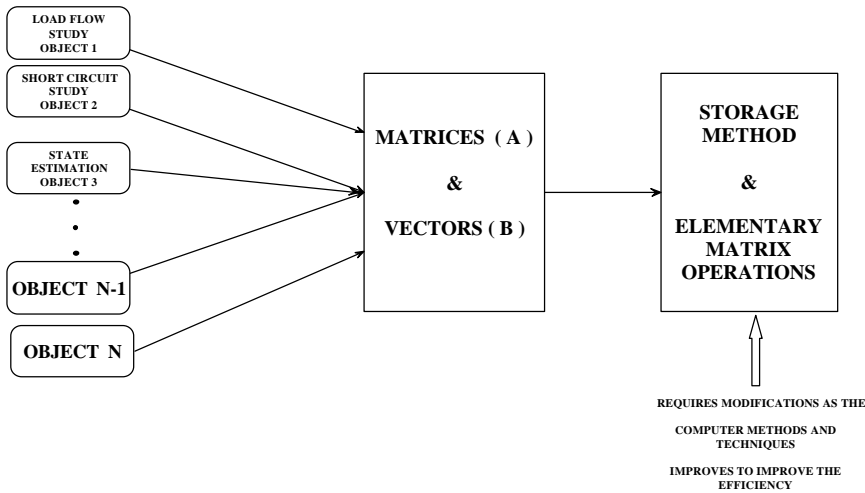 LOAD FLOW
STUDY
OBJECT 1
SHORT CIRCUIT
STUDY
OBJECT 2
STATE
ESTIMATION
OBJECT 3
OBJECT N-1
OBJECT N
MATRICES ( A )
&
VECTORS ( B )
STORAGE
METHOD
&
ELEMENTARY
MATRIX
OPERATIONS
REQUIRES MODIFICATIONS AS THE
COMPUTER METHODS AND
TECHNIQUES
IMPROVES TO IMPROVE THE
EFFICIENCY